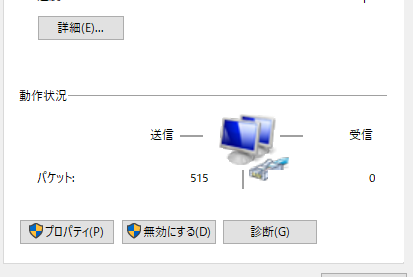 詳細(E)...
動作状況
送信 受信
パケット: 515 0
プロパティ(P) 無効にする(D) 診断(G)